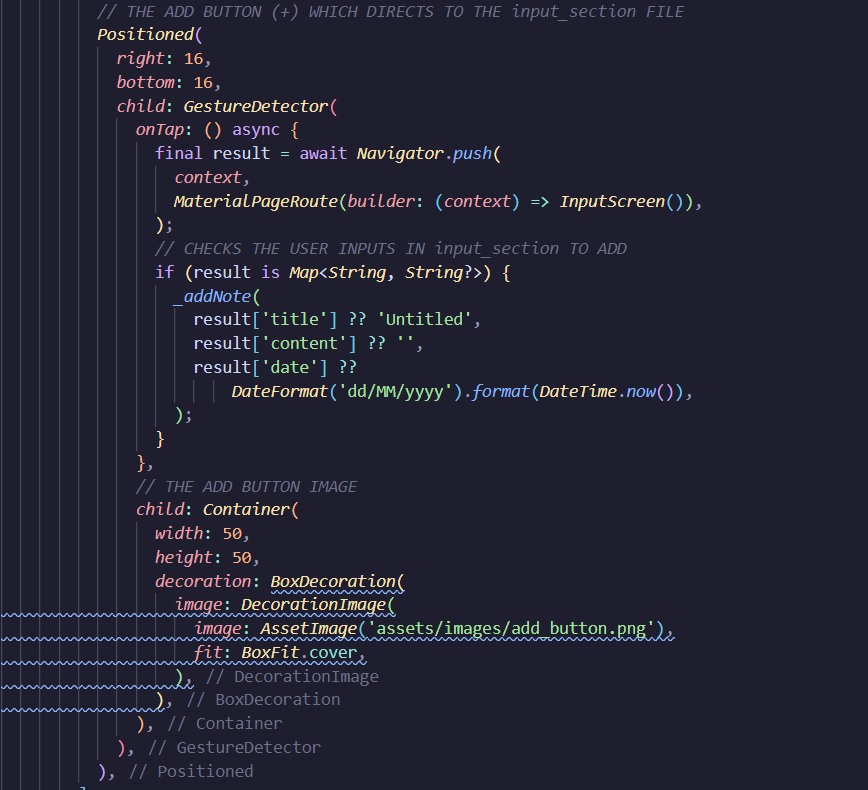 // THE ADD BUTTON (+) WHICH DIRECTS TO THE input_section FILE
Positioned(
  right: 16,
  bottom: 16,
  child: GestureDetector(
    onTap: () async {
      final result = await Navigator.push(
        context,
        MaterialPageRoute(builder: (context) => InputScreen()),
      );
      // CHECKS THE USER INPUTS IN input_section TO ADD
      if (result is Map<String, String?>) {
        _addNote(
          result['title'] ?? 'Untitled',
          result['content'] ?? '',
          result['date'] ??
              DateFormat('dd/MM/yyyy').format(DateTime.now()),
        );
      }
    },
    // THE ADD BUTTON IMAGE
    child: Container(
      width: 50,
      height: 50,
      decoration: BoxDecoration(
        image: DecorationImage(
          image: AssetImage('assets/images/add_button.png'),
          fit: BoxFit.cover,
        ), // DecorationImage
      ), // BoxDecoration
    ), // Container
  ), // GestureDetector
), // Positioned